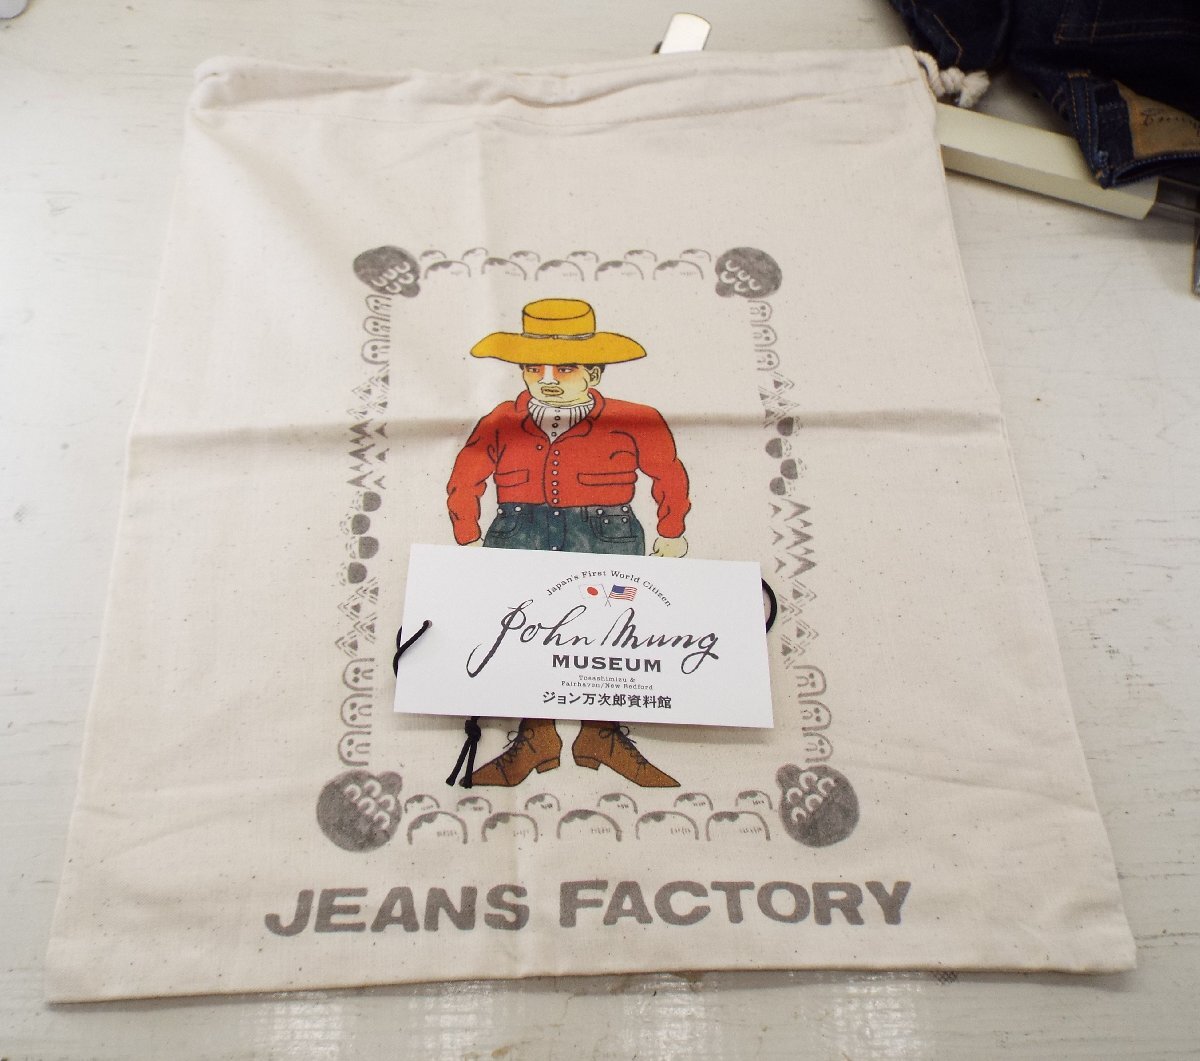 Japan's First World Citizen
John Mung
MUSEUM
Tosashimizu &
Fairhaven/New Bedford
ジョン万次郎資料館
JEANS FACTORY